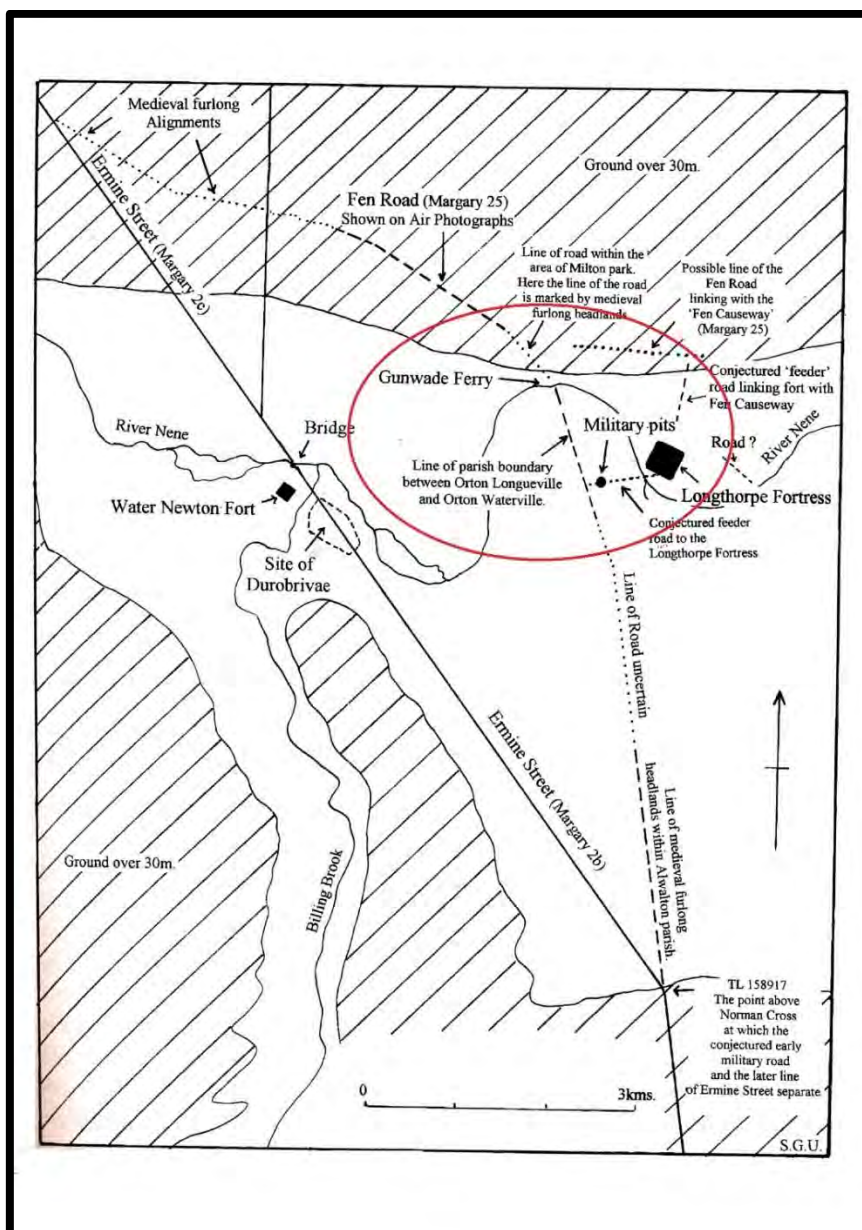 Medieval furlong
Alignments
Ground over 30m.
Ermine Street (Margary 2c)
Fen Road (Margary 25)
Shown on Air Photographs
Line of road within the
area of Milton park.
Here the line of the road
is marked by medieval
furlong headlands
Possible line of the
Fen Road
linking with the
'Fen Causeway'
(Margary 25)
Gunwade Ferry
Conjectured 'feeder'
road linking fort with
Fen Causeway
River Nene
Bridge
Military pits
Road ?
River Nene
Water Newton Fort
Line of parish boundary
between Orton Longueville
and Orton Waterville.
Longthorpe Fortress
Site of
Durobrivae
Conjectured feeder
road to the
Longthorpe Fortress
Line of Road uncertain
Ermine Street (Margary 2b)
Line of medieval furlong
headlands within Alwalton parish.
Ground over 30m.
Billing Brook
TL 158917
The point above
Norman Cross
at which the
conjectured early
military road
and the later line
of Ermine Street separate
0
3kms.
S.G.U.